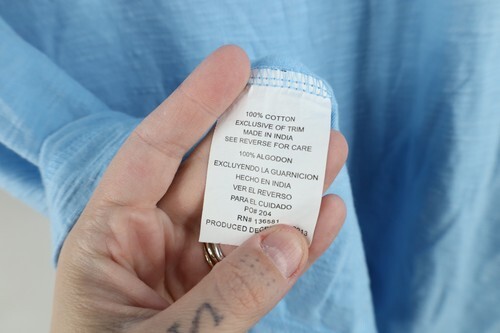 100% COTTON
EXCLUSIVE OF TRIM
MADE IN INDIA
SEE REVERSE FOR CARE
100% ALGODON
EXCLUYENDO LA GUARNICION
HECHO EN INDIA
VER EL REVERSO
PARA EL CUIDADO
PO# 204
RN# 136581
PRODUCED